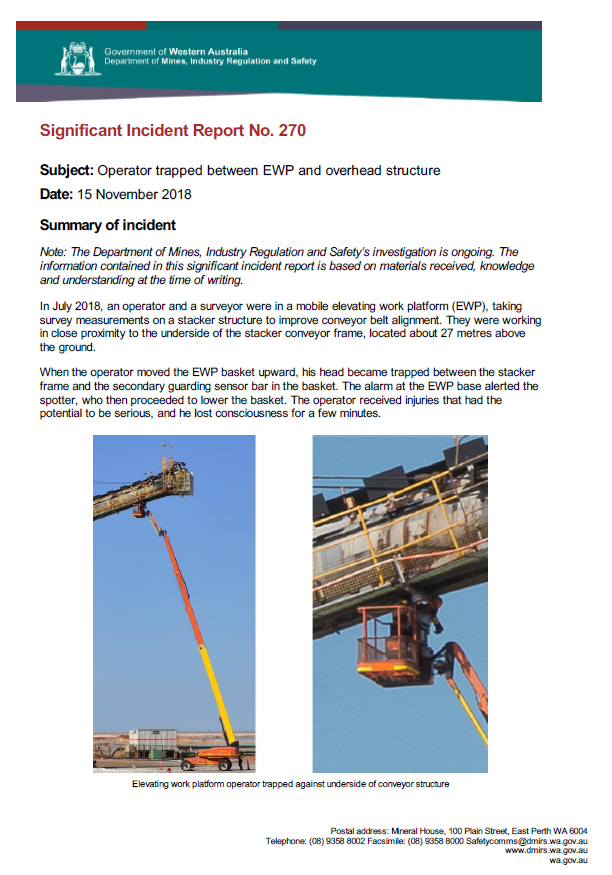 Government of Western Australia
Department of Mines, Industry Regulation and Safety
Significant Incident Report No. 270
Subject: Operator trapped between EWP and overhead structure
Date: 15 November 2018
Summary of incident
Note: The Department of Mines, Industry Regulation and Safety's investigation is ongoing. The
information contained in this significant incident report is based on materials received, knowledge
and understanding at the time of writing.
In July 2018, an operator and a surveyor were in a mobile elevating work platform (EWP), taking
survey measurements on a stacker structure to improve conveyor belt alignment. They were working
in close proximity to the underside of the stacker conveyor frame, located about 27 metres above
the ground.
When the operator moved the EWP basket upward, his head became trapped between the stacker
frame and the secondary guarding sensor bar in the basket. The alarm at the EWP base alerted the
spotter, who then proceeded to lower the basket. The operator received injuries that had the
potential to be serious, and he lost consciousness for a few minutes.
Elevating work platform operator trapped against underside of conveyor structure
Postal address: Mineral House, 100 Plain Street, East Perth WA 6004
Telephone: (08) 9358 8002 Facsimile: (08) 9358 8000 Safetycomms@dmirs.wa.gov.au
www.dmirs.wa.gov.au
wa.gov.au